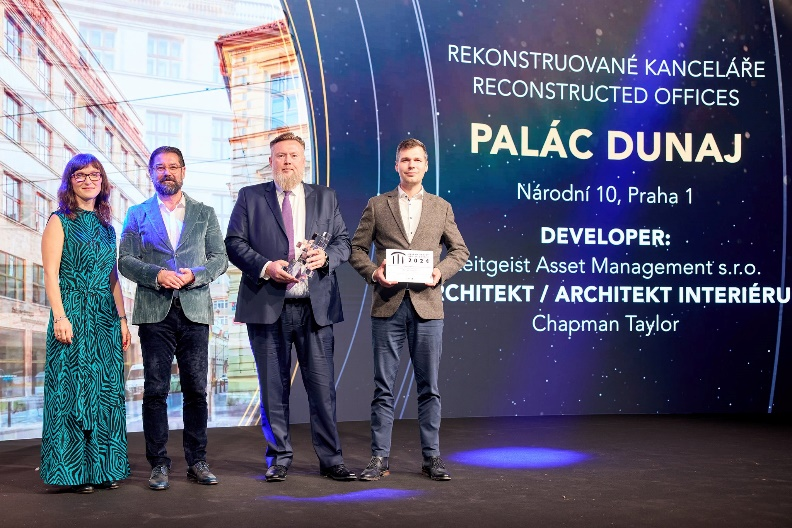 REKONSTRUOVANÉ KANCELÁŘE
RECONSTRUCTED OFFICES
PALÁC DUNAJ
Národní 10, Praha 1
DEVELOPER:
eitgeist Asset Management s.r.o.
RCHITEKT / ARCHITEKT INTERIÉRU
Chapman Taylor
2024